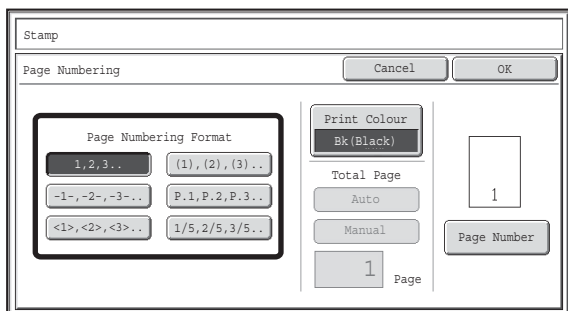 Stamp
Page Numbering
Cancel
OK
Page Numbering Format
1,2,3..
(1),(2),(3)..
-1-,-2-,-3-..
P.1,P.2,P.3..
<1>,<2>,<3>..
1/5,2/5,3/5..
Print Colour
Bk(Black)
Total Page
Auto
Manual
1
Page
1
Page Number